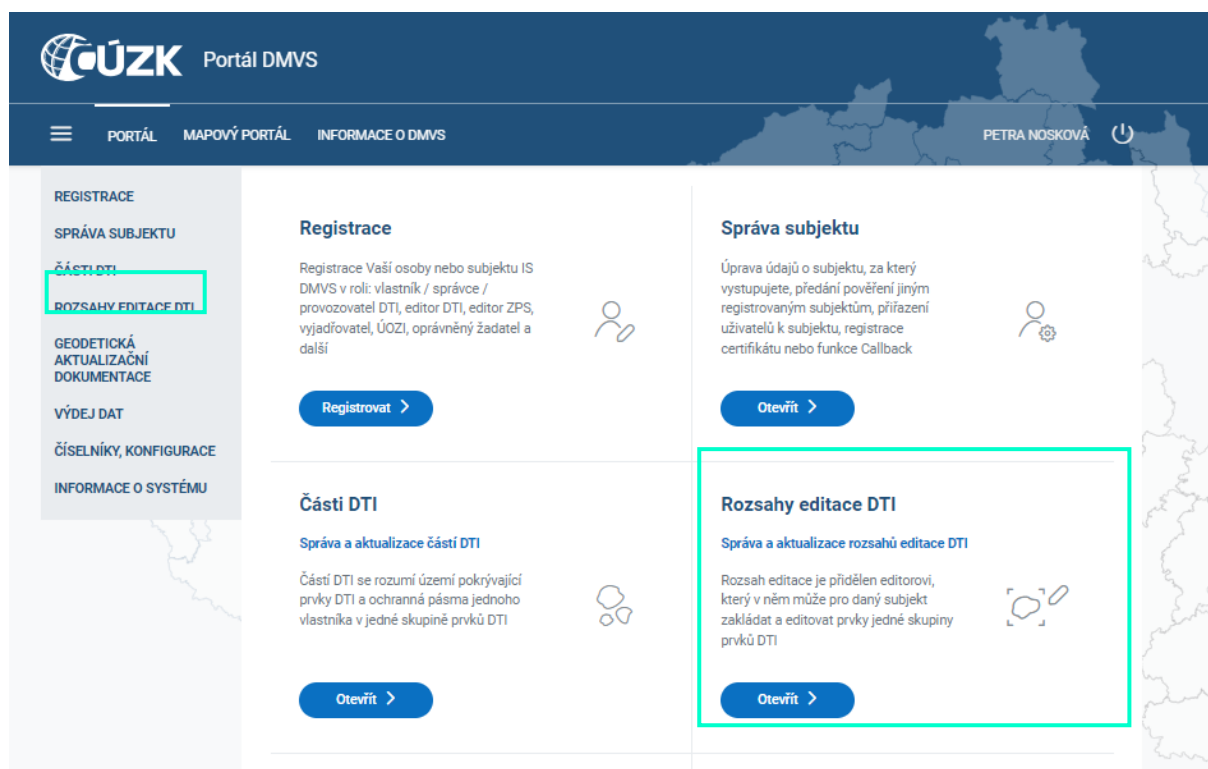 ČÚZK Portál DMVS
PORTÁL MAPOVÝ PORTÁL INFORMACE O DMVS PETRA NOSKOVÁ
REGISTRACE
SPRÁVA SUBJEKTU
ČÁSTI DTI
ROZSAHY EDITACE DTI
GEODETICKÁ
AKTUALIZAČNÍ
DOKUMENTACE
VÝDEJ DAT
ČÍSELNÍKY, KONFIGURACE
INFORMACE O SYSTÉMU
Registrace
Registrace Vaší osoby nebo subjektu IS
DMVS v roli: vlastník / správce /
provozovatel DTI, editor DTI, editor ZPS,
vyjadřovatel, ÚOZI, oprávněný žadatel a
další
Registrovat
Správa subjektu
Úprava údajů o subjektu, za který
vystupujete, předání pověření jiným
registrovaným subjektům, přiřazení
uživatelů k subjektu, registrace
certifikátu nebo funkce Callback
Otevřít
Části DTI
Správa a aktualizace částí DTI
Částí DTI se rozumí území pokrývající
prvky DTI a ochranná pásma jednoho
vlastníka v jedné skupině prvků DTI
Otevřít
Rozsahy editace DTI
Správa a aktualizace rozsahů editace DTI
Rozsah editace je přidělen editorovi,
který v něm může pro daný subjekt
zakládat a editovat prvky jedné skupiny
prvků DTI
Otevřít